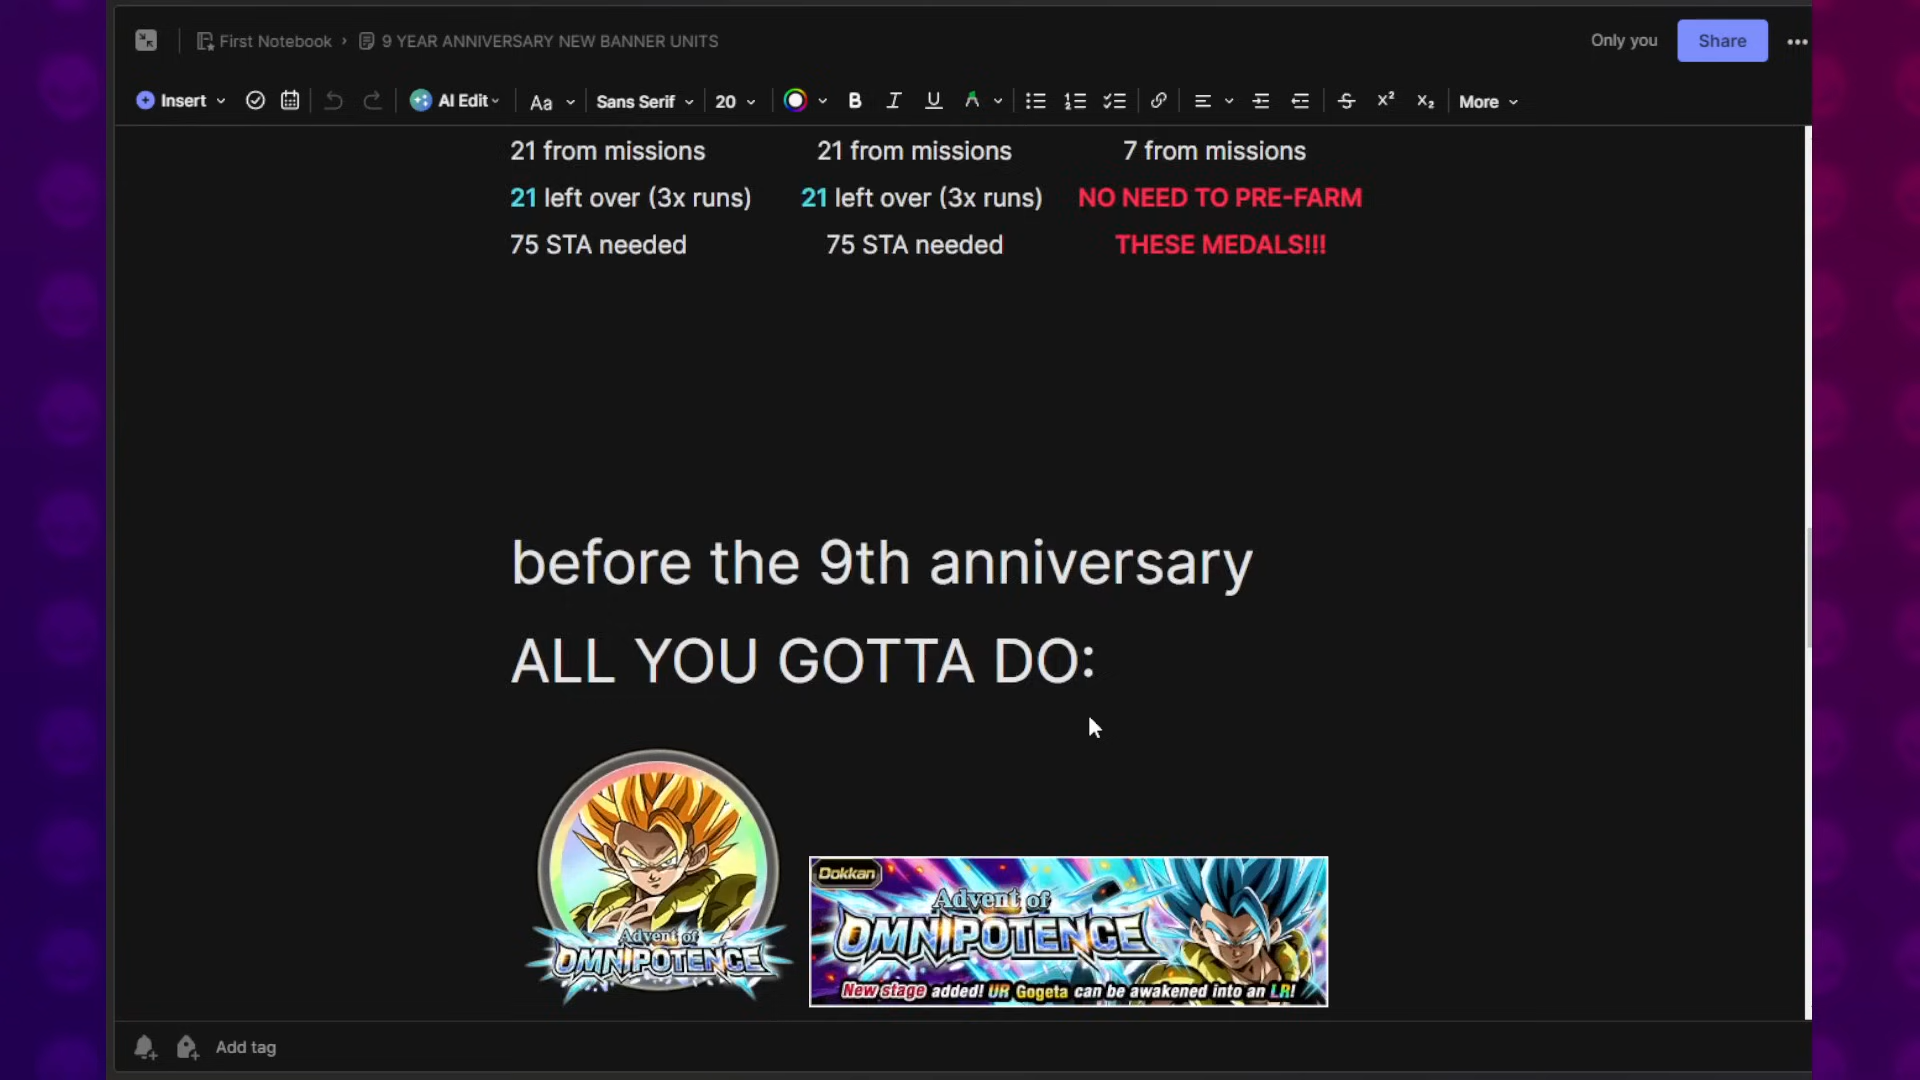 First Notebook › 9 YEAR ANNIVERSARY NEW BANNER UNITS
Only you
Share
Insert
AI Edit
Aa
Sans Serif
20
B I U A
x²
x₂
More
21 from missions 21 from missions 7 from missions
21 left over (3x runs) 21 left over (3x runs) NO NEED TO PRE-FARM
75 STA needed 75 STA needed THESE MEDALS!!!
before the 9th anniversary
ALL YOU GOTTA DO:
Advent of
OMNIPOTENCE
Dokkan
Advent of
OMNIPOTENCE
New stage added! UR Gogeta can be awakened into an LR!
Add tag